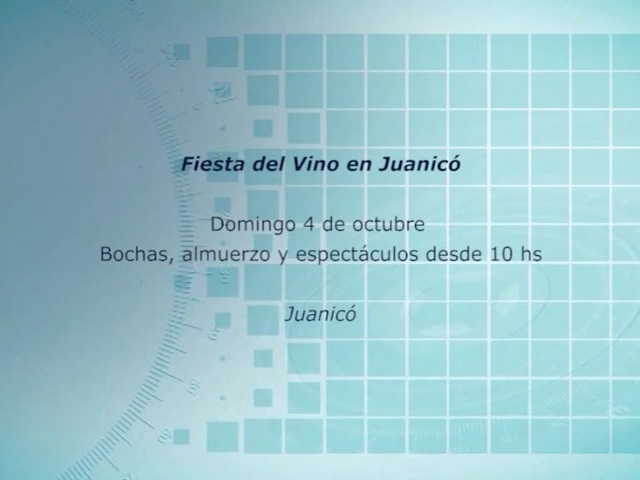 Fiesta del Vino en Juanicó
Domingo 4 de octubre
Bochas, almuerzo y espectáculos desde 10 hs
Juanicó